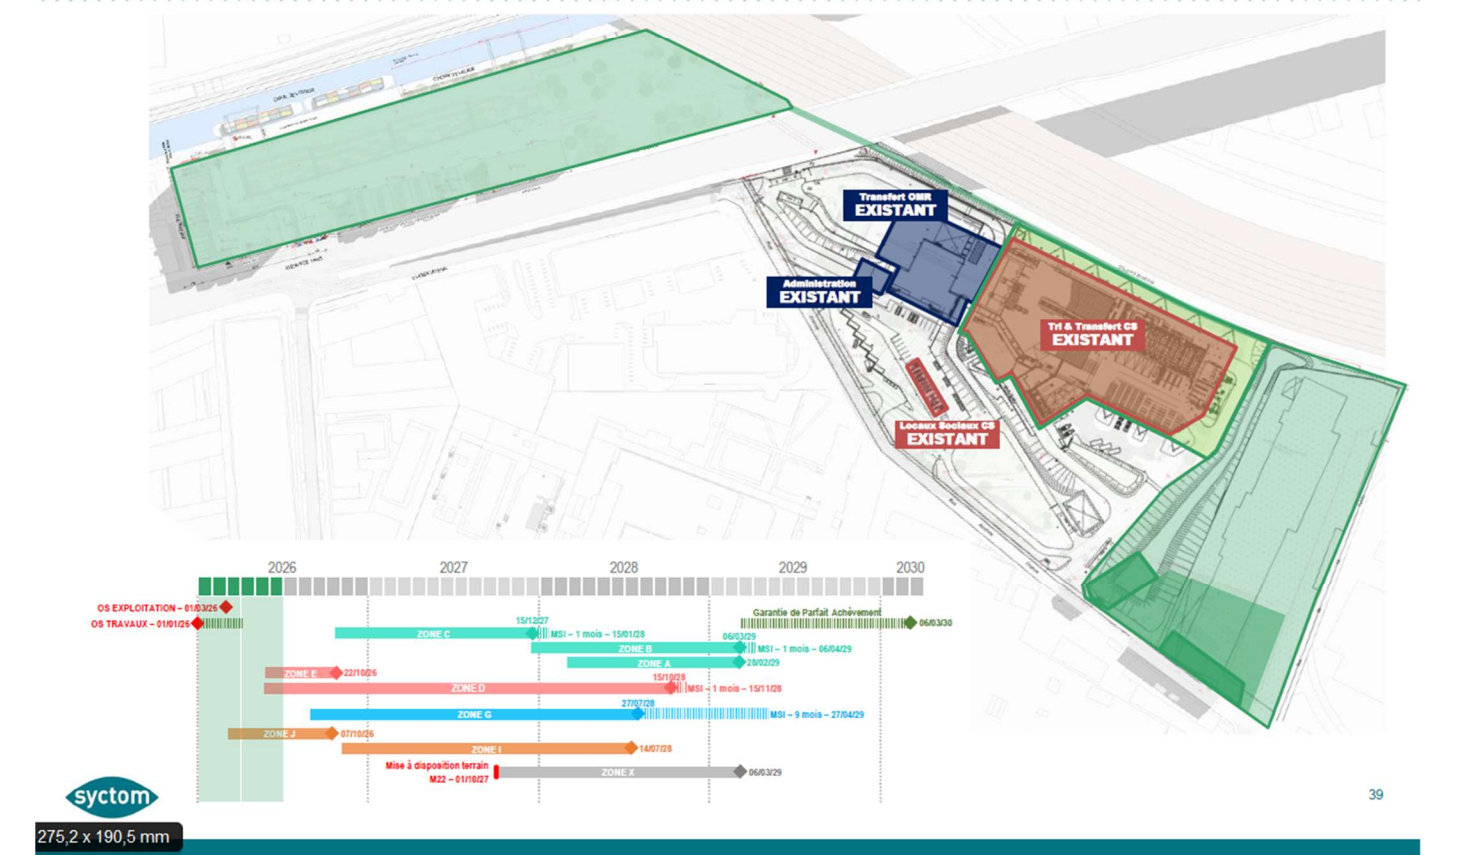 Transfert OMR
EXISTANT
Administration
EXISTANT
Tri & Transfert CS
EXISTANT
Locaux Sociaux CS
EXISTANT
2026
2027
2028
2029
2030
OS EXPLOITATION – 01/03/26
OS TRAVAUX – 01/01/26
Garantie de Parfait Achèvement
06/03/30
15/12/27
ZONE C
MSI – 1 mois – 15/01/28
06/03/29
ZONE B
MSI – 1 mois – 06/04/29
ZONE A
28/02/29
ZONE E
22/10/26
15/10/28
ZONE D
MSI – 1 mois – 15/11/28
27/07/28
ZONE G
MSI – 9 mois – 27/04/29
ZONE J
07/10/26
ZONE I
14/07/28
Mise à disposition terrain
M22 – 01/10/27
ZONE X
06/03/29
syctom
39
275,2 x 190,5 mm